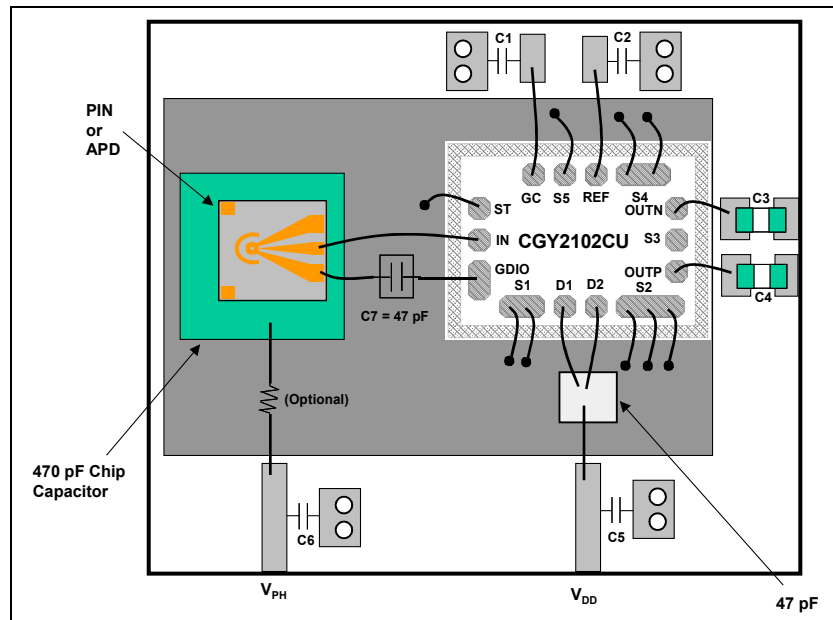 C1
C2
PIN
or
APD
GC
S5
REF
S4
C3
ST
OUTN
IN
CGY2102CU
S3
GDIO
OUTP
S1
D1
D2
S2
C4
C7 = 47 pF
(Optional)
470 pF Chip
Capacitor
C6
C5
VPH
VDD
47 pF